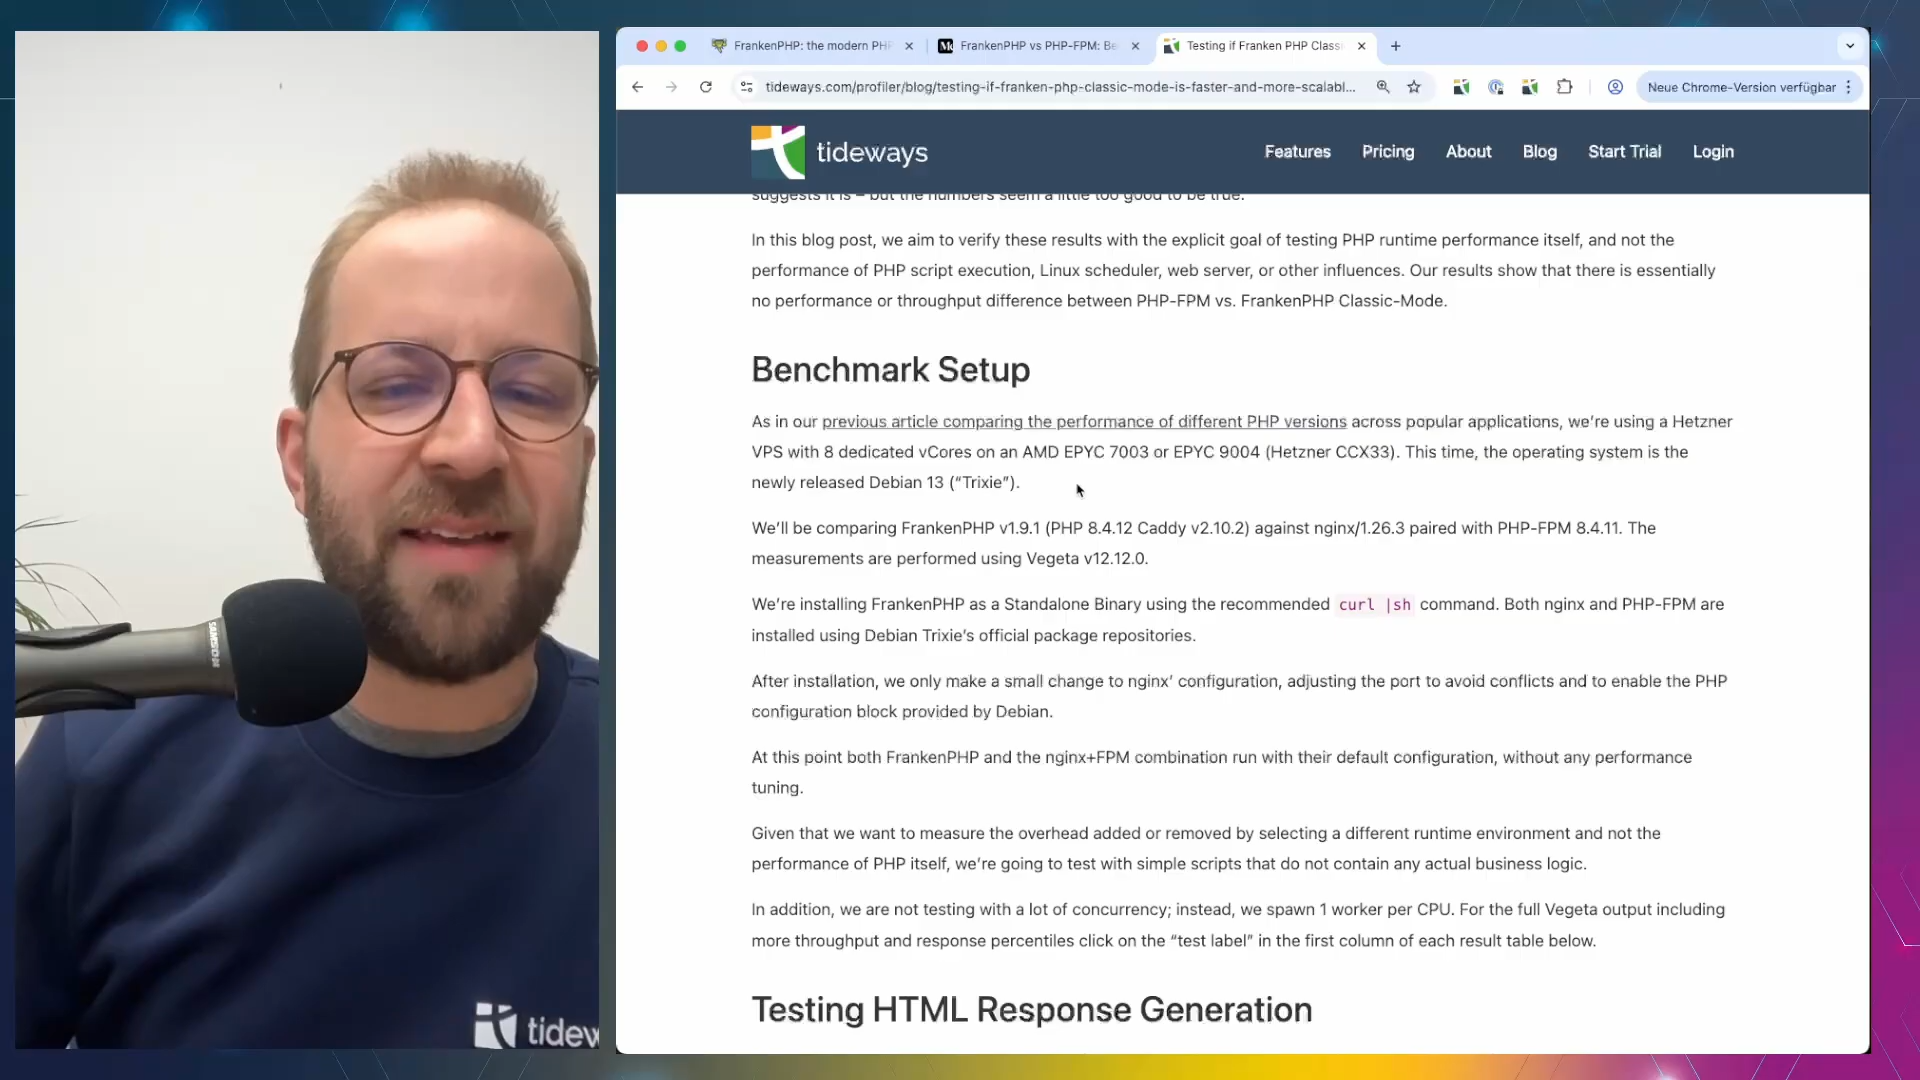 FrankenPHP: the modern PHP
FrankenPHP vs PHP-FPM: Be
Testing if Franken PHP Classi
tideways.com/profiler/blog/testing-if-franken-php-classic-mode-is-faster-and-more-scalabl...
Neue Chrome-Version verfügbar
tideways
Features
Pricing
About
Blog
Start Trial
Login
suggests it is – but the numbers seem a little too good to be true.
In this blog post, we aim to verify these results with the explicit goal of testing PHP runtime performance itself, and not the
performance of PHP script execution, Linux scheduler, web server, or other influences. Our results show that there is essentially
no performance or throughput difference between PHP-FPM vs. FrankenPHP Classic-Mode.
Benchmark Setup
As in our previous article comparing the performance of different PHP versions across popular applications, we’re using a Hetzner
VPS with 8 dedicated vCores on an AMD EPYC 7003 or EPYC 9004 (Hetzner CCX33). This time, the operating system is the
newly released Debian 13 (“Trixie”).
We’ll be comparing FrankenPHP v1.9.1 (PHP 8.4.12 Caddy v2.10.2) against nginx/1.26.3 paired with PHP-FPM 8.4.11. The
measurements are performed using Vegeta v12.12.0.
We’re installing FrankenPHP as a Standalone Binary using the recommended curl |sh command. Both nginx and PHP-FPM are
installed using Debian Trixie’s official package repositories.
After installation, we only make a small change to nginx’ configuration, adjusting the port to avoid conflicts and to enable the PHP
configuration block provided by Debian.
At this point both FrankenPHP and the nginx+FPM combination run with their default configuration, without any performance
tuning.
Given that we want to measure the overhead added or removed by selecting a different runtime environment and not the
performance of PHP itself, we’re going to test with simple scripts that do not contain any actual business logic.
In addition, we are not testing with a lot of concurrency; instead, we spawn 1 worker per CPU. For the full Vegeta output including
more throughput and response percentiles click on the “test label” in the first column of each result table below.
Testing HTML Response Generation
SAMSON
tidew